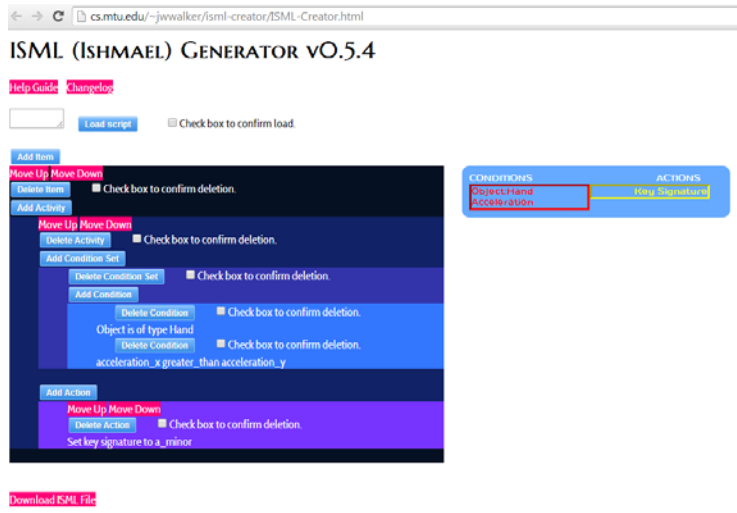 cs.mtu.edu/~jwwalker/isml-creator/ISML-Creator.html
ISML (Ishmael) Generator v0.5.4
Help Guide Changelog
Load script Check box to confirm load.
Add Item
Move Up Move Down
Delete Item Check box to confirm deletion.
Add Activity
Move Up Move Down
Delete Activity Check box to confirm deletion.
Add Condition Set
Delete Condition Set Check box to confirm deletion.
Add Condition
Delete Condition Check box to confirm deletion.
Object is of type Hand
Delete Condition Check box to confirm deletion.
acceleration_x greater_than acceleration_y
Add Action
Move Up Move Down
Delete Action Check box to confirm deletion.
Set key signature to a_minor
CONDITIONS ACTIONS
Object:Hand Key Signature
Acceleration
Download ISML File